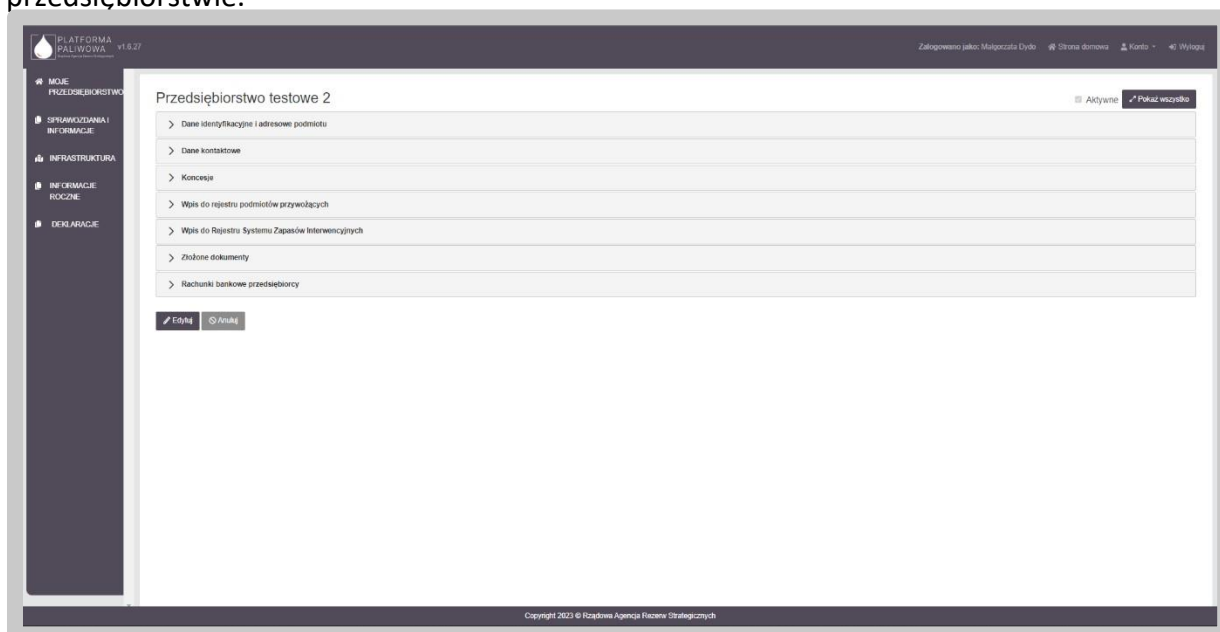 przedsiębiorstwie.
PLATFORMA
PALIWOWA v1.6.27
Zalogowano jako: Małgorzata Dydo Strona domowa Konto Wyloguj
MOJE
PRZEDSIĘBIORSTWO
SPRAWOZDANIA I
INFORMACJE
INFRASTRUKTURA
INFORMACJE
ROCZNE
DEKLARACJE
Przedsiębiorstwo testowe 2
Aktywne Pokaż wszystko
Dane identyfikacyjne i adresowe podmiotu
Dane kontaktowe
Koncesje
Wpis do rejestru podmiotów przywożących
Wpis do Rejestru Systemu Zapasów Interwencyjnych
Złożone dokumenty
Rachunki bankowe przedsiębiorcy
Edytuj Anuluj
Copyright 2023 © Rządowa Agencja Rezerw Strategicznych